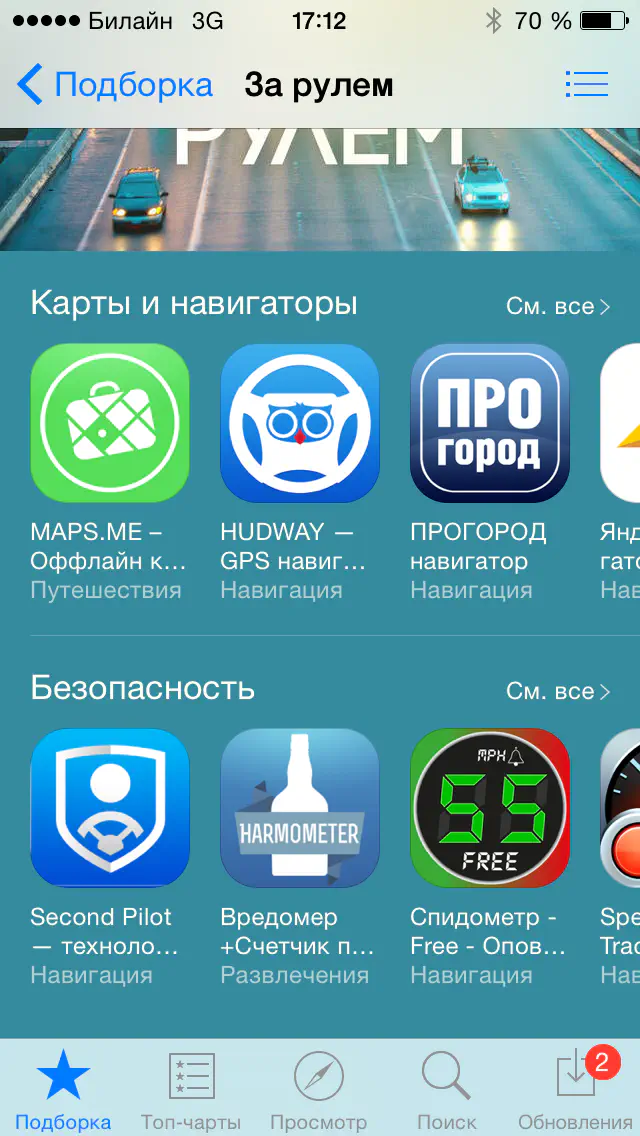 Билайн 3G 17:12 70 %
Подборка За рулем
РУЛЕМ
Карты и навигаторы См. все
ПРО
город
MAPS.ME – HUDWAY — ПРОГОРОД Янд
Оффлайн к... GPS навиг... навигатор гато
Путешествия Навигация Навигация Нав
Безопасность См. все
MPH
55
HARMOMETER
FREE
Second Pilot Вредомер Спидометр - Spe
— техноло... +Счетчик п... Free - Опов... Trac
Навигация Развлечения Навигация Нав
2
Подборка Топ-чарты Просмотр Поиск Обновления